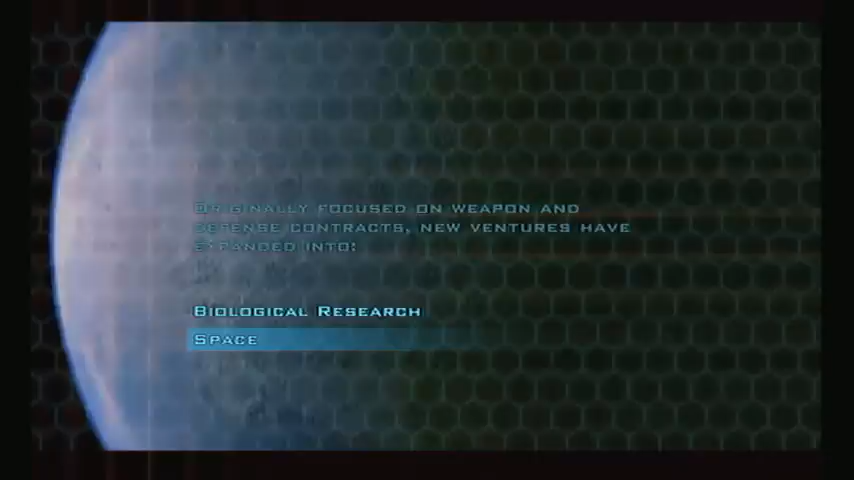 Originally focused on weapon and
defense contracts, new ventures have
expanded into:
Biological Research
Space